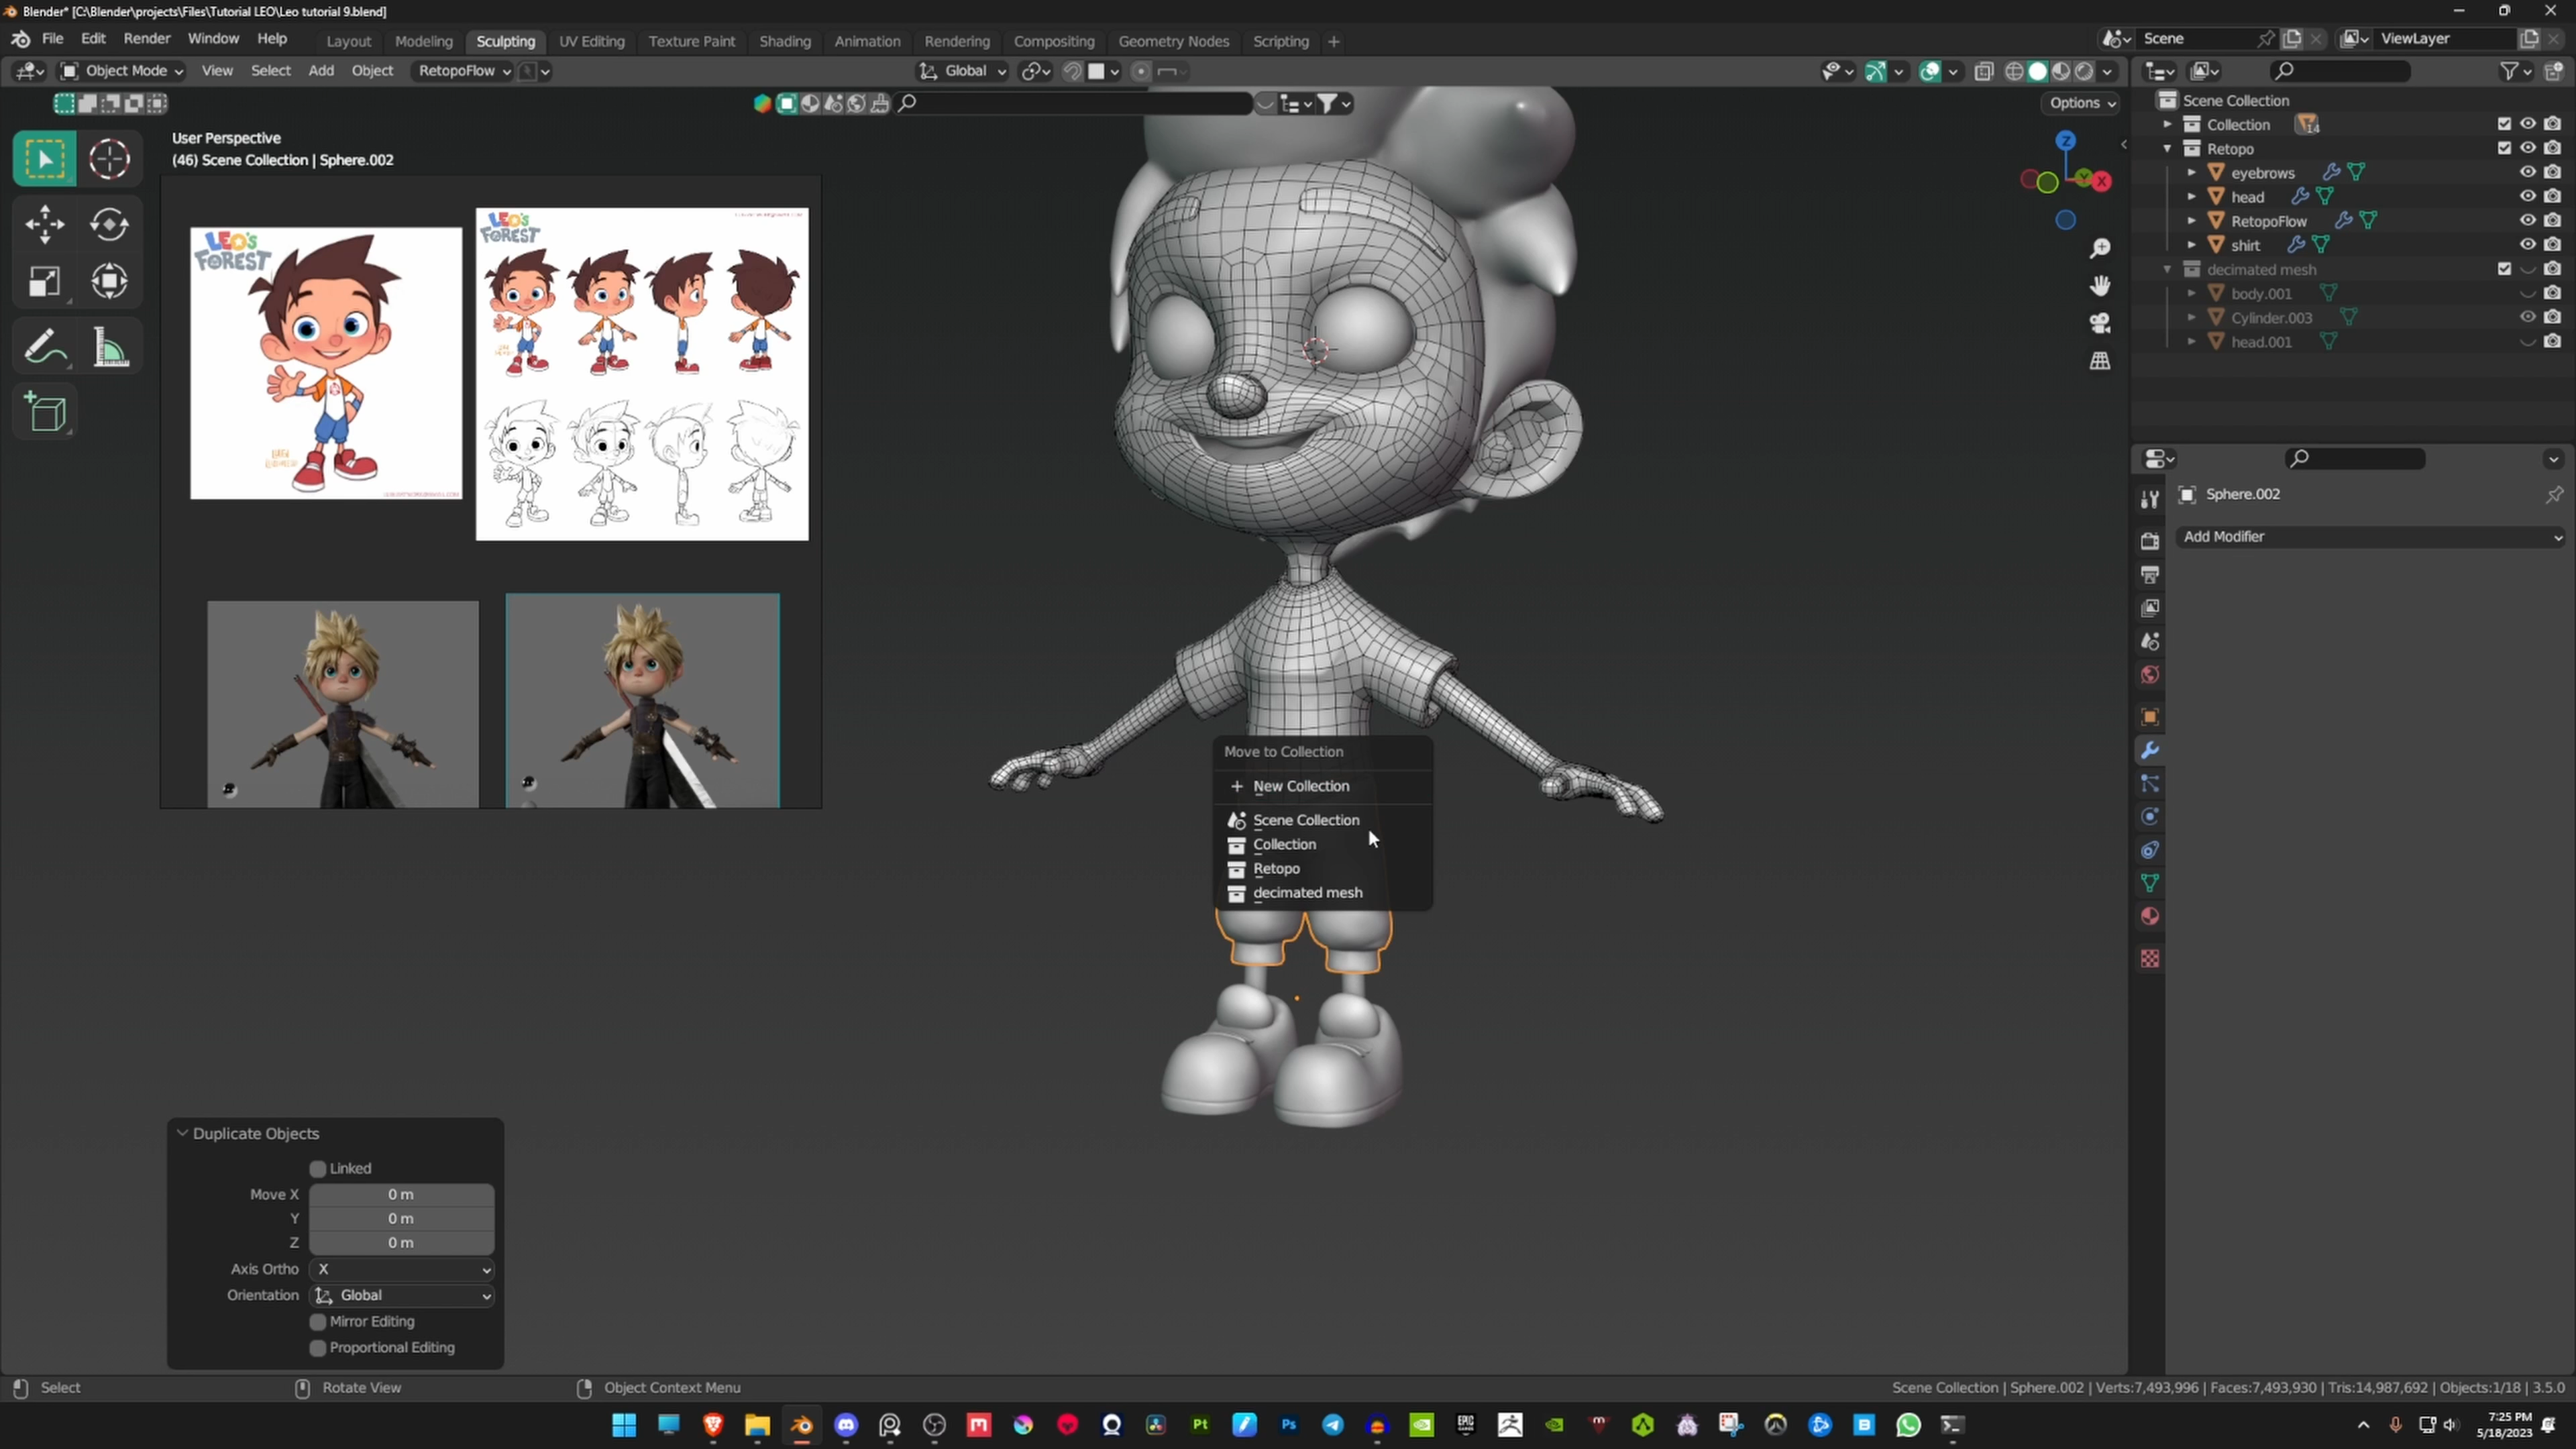 Blender* [C:\Blender\projects\Files\Tutorial LEO\Leo tutorial 9.blend]
File Edit Render Window Help Layout Modeling Sculpting UV Editing Texture Paint Shading Animation Rendering Compositing Geometry Nodes Scripting + Scene ViewLayer
Object Mode View Select Add Object RetopoFlow Global
Options
User Perspective
(46) Scene Collection | Sphere.002
Z
Y
X
LEO'S
FOREST
LEO'S
FOREST
Scene Collection
Collection 14
Retopo
eyebrows
head
RetopoFlow
shirt
decimated mesh
body.001
Cylinder.003
head.001
Sphere.002
Add Modifier
Move to Collection
New Collection
Scene Collection
Collection
Retopo
decimated mesh
Duplicate Objects
Linked
Move X 0 m
Y 0 m
Z 0 m
Axis Ortho X
Orientation Global
Mirror Editing
Proportional Editing
Select Rotate View Object Context Menu Scene Collection | Sphere.002 | Verts:7,493,996 | Faces:7,493,930 | Tris:14,987,692 | Objects:1/18 | 3.5.0
Pt Ps EPIC GAMES B
7:25 PM
5/18/2023